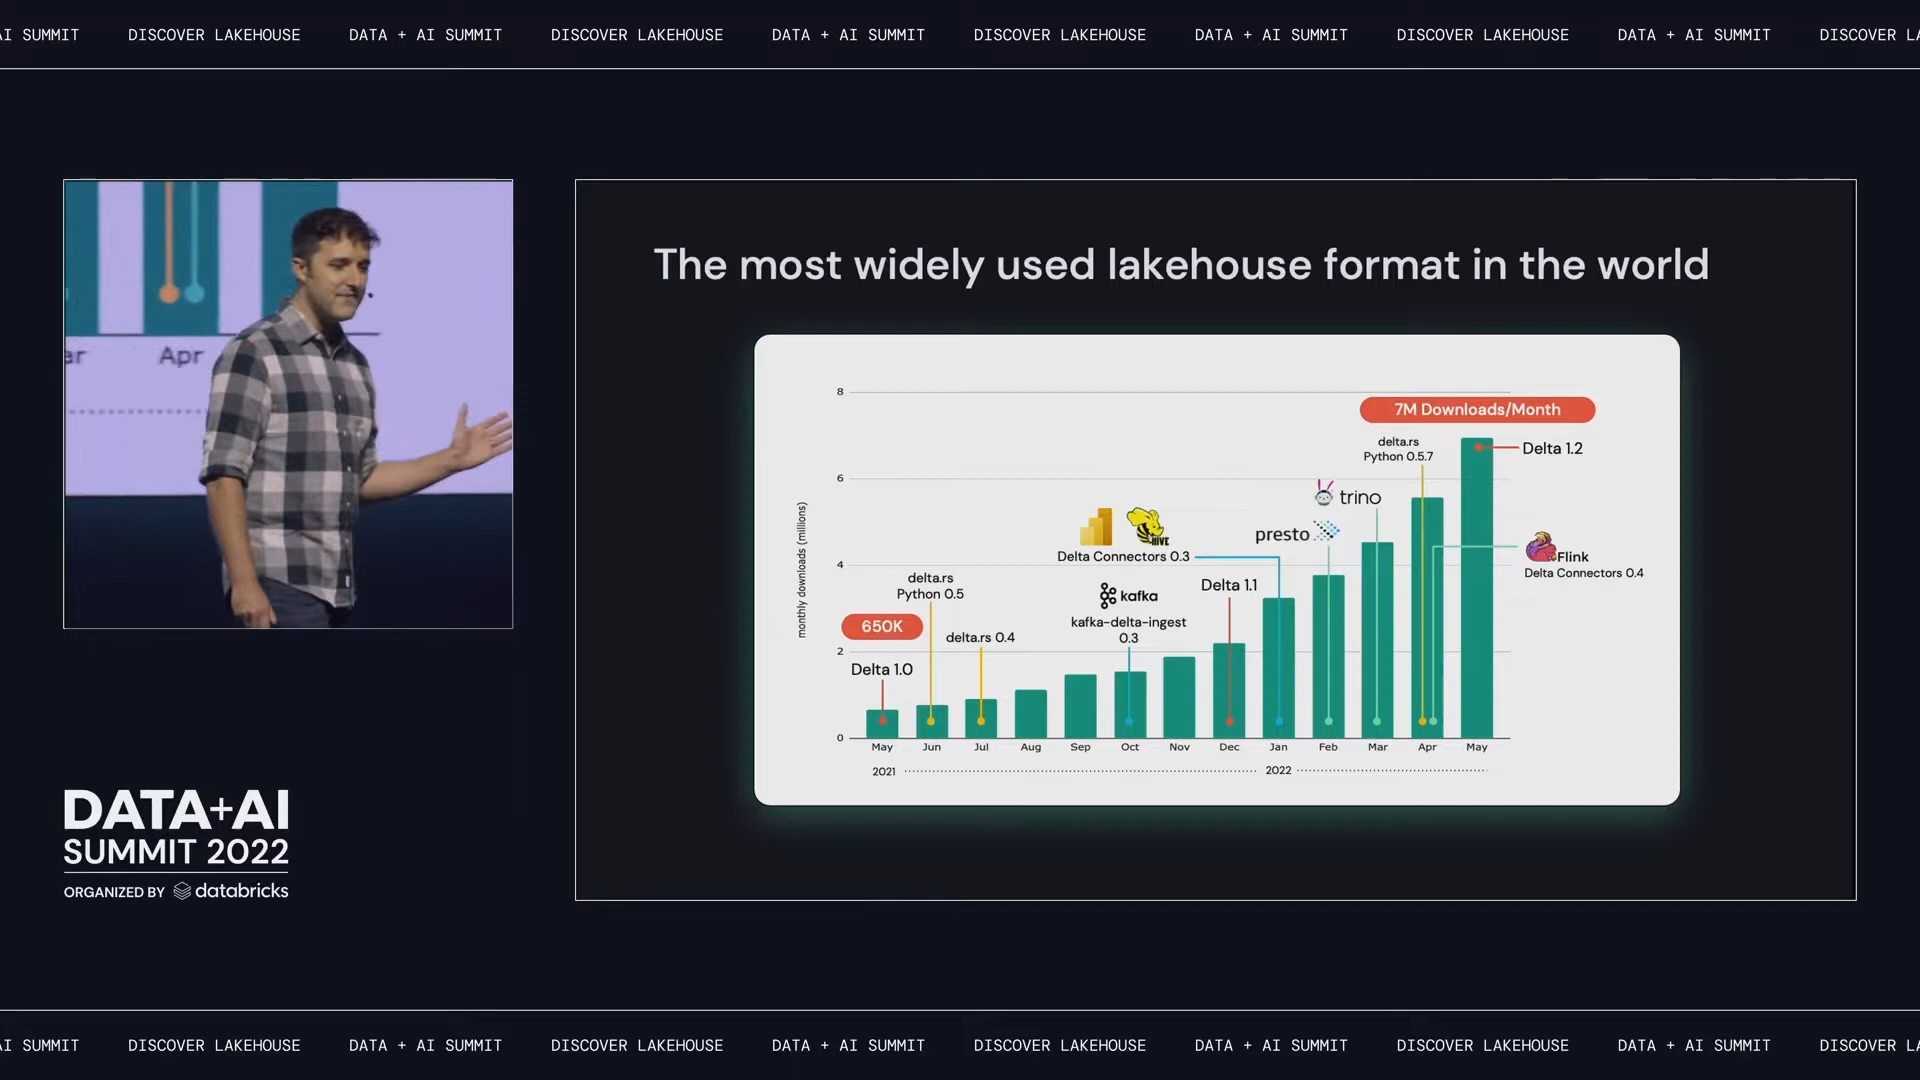 AI SUMMIT DISCOVER LAKEHOUSE DATA + AI SUMMIT DISCOVER LAKEHOUSE DATA + AI SUMMIT DISCOVER LAKEHOUSE DATA + AI SUMMIT DISCOVER LAKEHOUSE DATA + AI SUMMIT DISCOVER LA
ar Apr
DATA+AI
SUMMIT 2022
ORGANIZED BY databricks
The most widely used lakehouse format in the world
monthly downloads (millions)
8
6
4
2
0
7M Downloads/Month
delta.rs
Python 0.5.7
Delta 1.2
trino
presto
HIVE
Delta Connectors 0.3
Flink
Delta Connectors 0.4
delta.rs
Python 0.5
kafka
Delta 1.1
kafka-delta-ingest
0.3
650K
delta.rs 0.4
Delta 1.0
May Jun Jul Aug Sep Oct Nov Dec Jan Feb Mar Apr May
2021 2022
AI SUMMIT DISCOVER LAKEHOUSE DATA + AI SUMMIT DISCOVER LAKEHOUSE DATA + AI SUMMIT DISCOVER LAKEHOUSE DATA + AI SUMMIT DISCOVER LAKEHOUSE DATA + AI SUMMIT DISCOVER LA